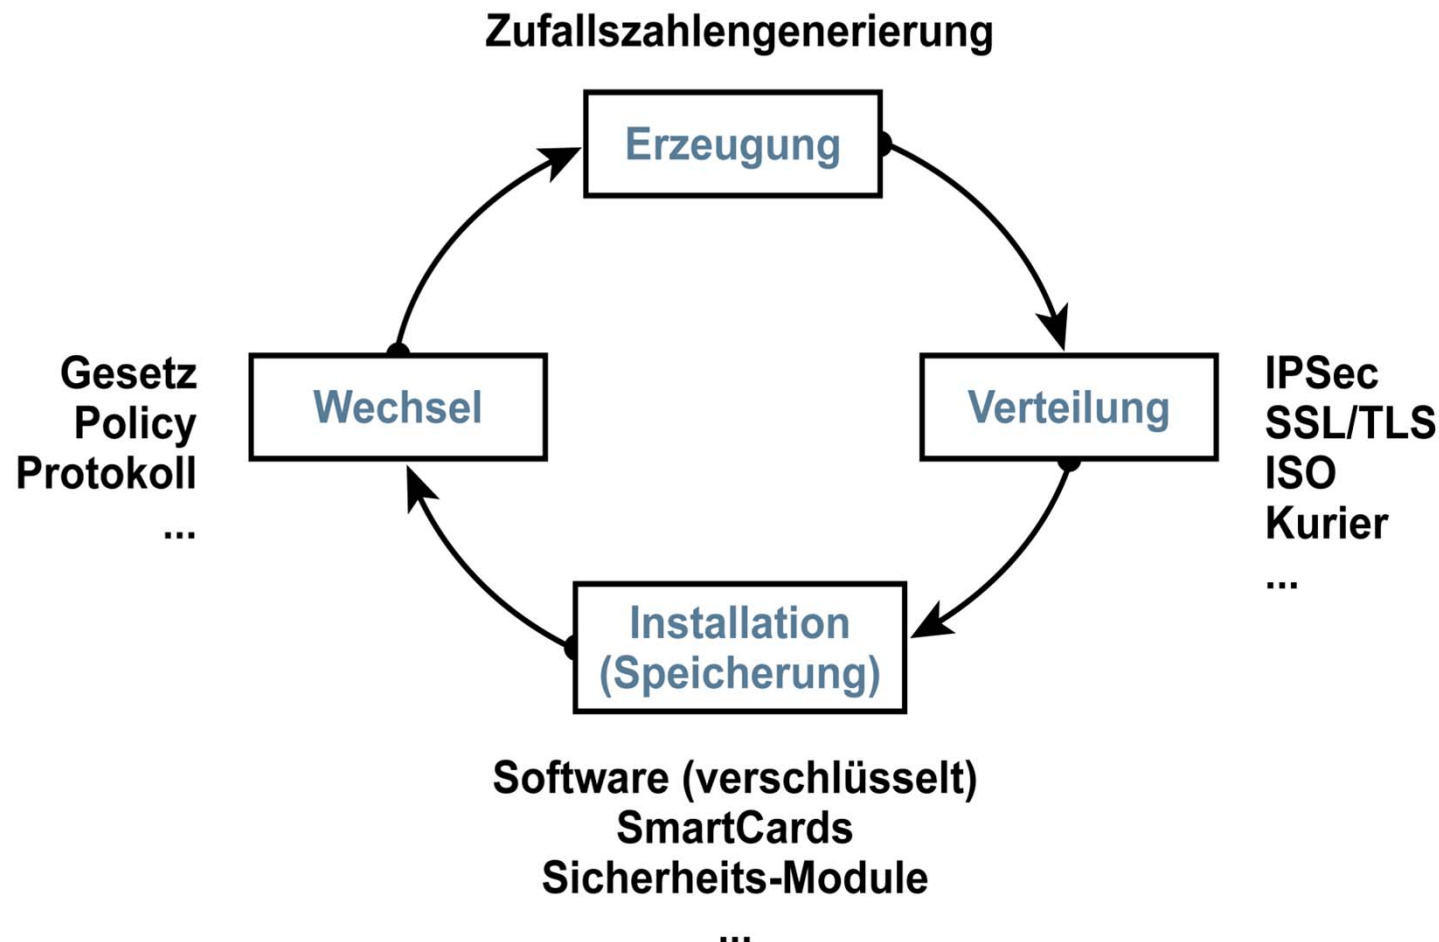 Zufallszahlengenerierung
Erzeugung
Gesetz
Policy
Protokoll
...
Wechsel
Verteilung
IPSec
SSL/TLS
ISO
Kurier
...
Installation
(Speicherung)
Software (verschlüsselt)
SmartCards
Sicherheits-Module
...